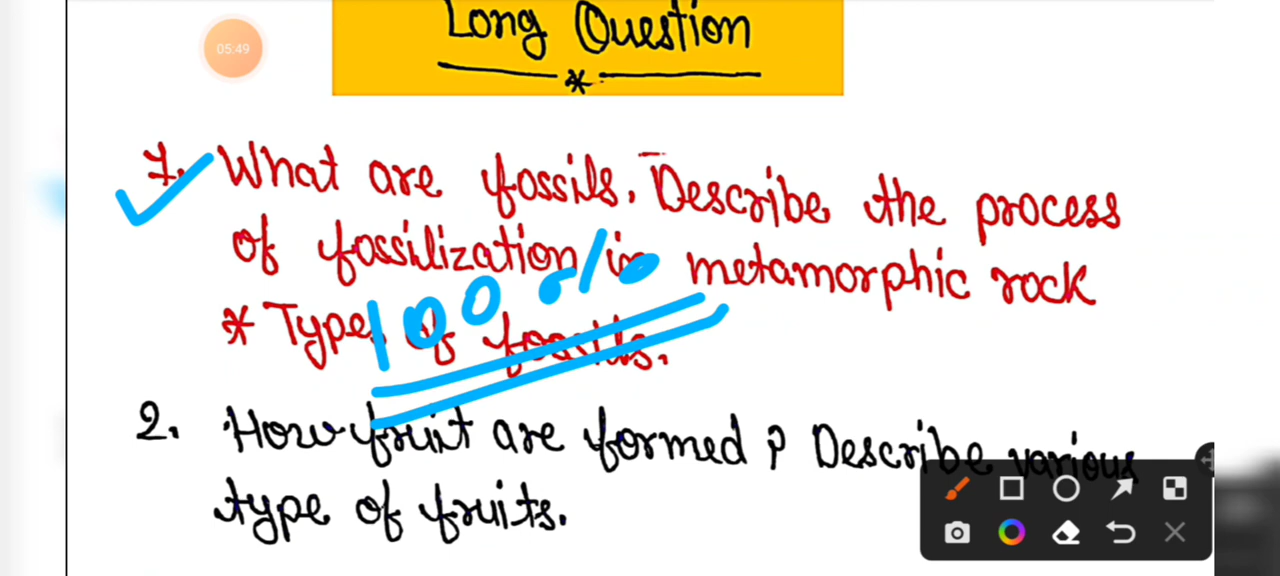 Long Question
05:49
1. What are fossils. Describe the process
of fossilization in metamorphic rock
* Types of fossils.
100 %
2. How fruit are formed ? Describe various
type of fruits.